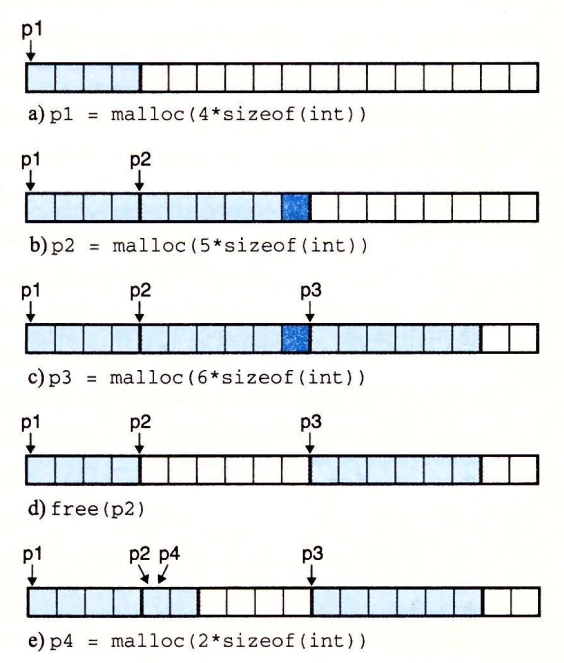 p1
a) p1 = malloc(4*sizeof(int))
p1 p2
b) p2 = malloc(5*sizeof(int))
p1 p2 p3
c) p3 = malloc(6*sizeof(int))
p1 p2 p3
d) free(p2)
p1 p2 p4 p3
e) p4 = malloc(2*sizeof(int))